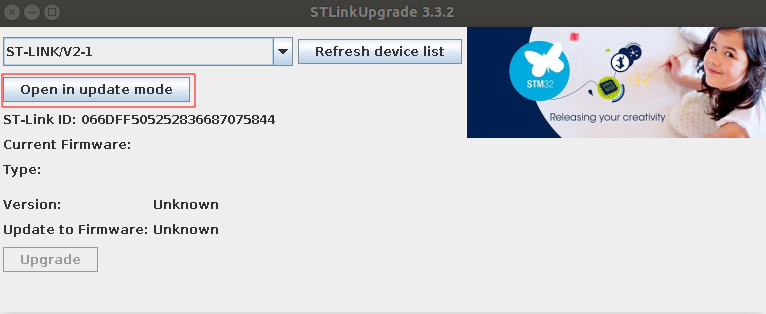 STLinkUpgrade 3.3.2
ST-LINK/V2-1
Refresh device list
Open in update mode
ST-Link ID: 066DFF505252836687075844
Current Firmware:
Type:
Version: Unknown
Update to Firmware: Unknown
Upgrade
STM32
Releasing your creativity